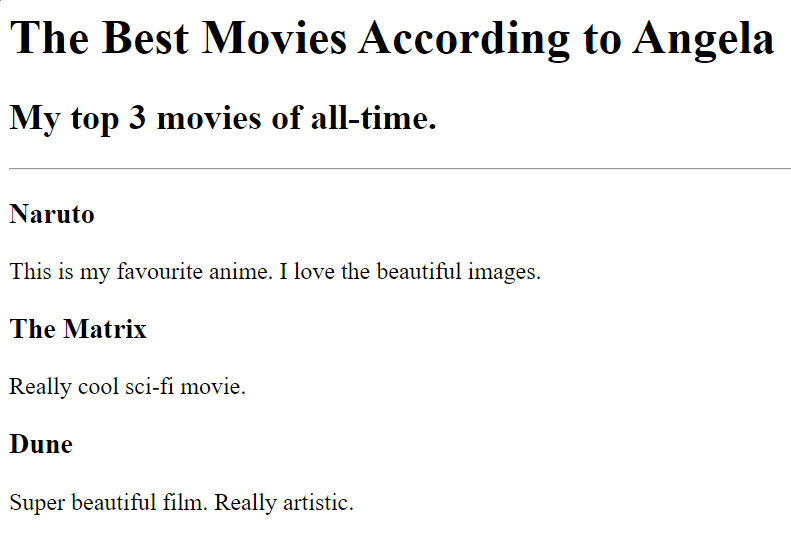 The Best Movies According to Angela
My top 3 movies of all-time.
Naruto
This is my favourite anime. I love the beautiful images.
The Matrix
Really cool sci-fi movie.
Dune
Super beautiful film. Really artistic.